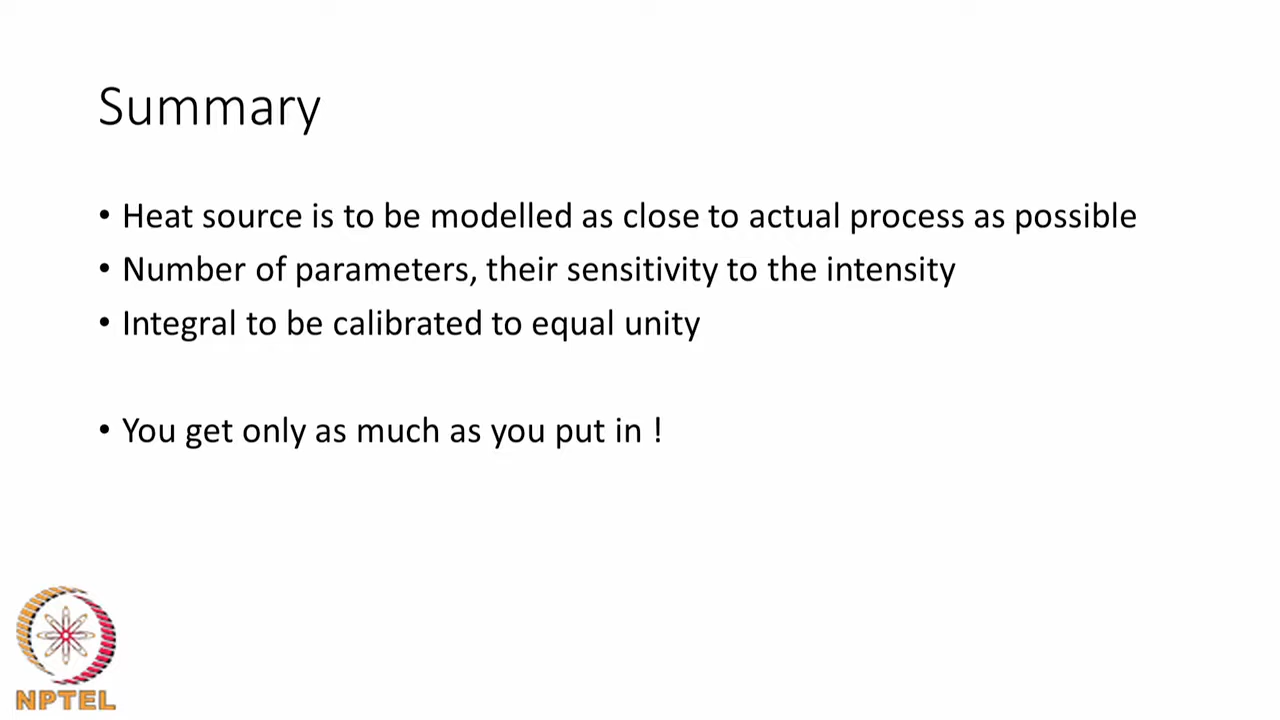 Summary
• Heat source is to be modelled as close to actual process as possible
• Number of parameters, their sensitivity to the intensity
• Integral to be calibrated to equal unity
• You get only as much as you put in !
NPTEL